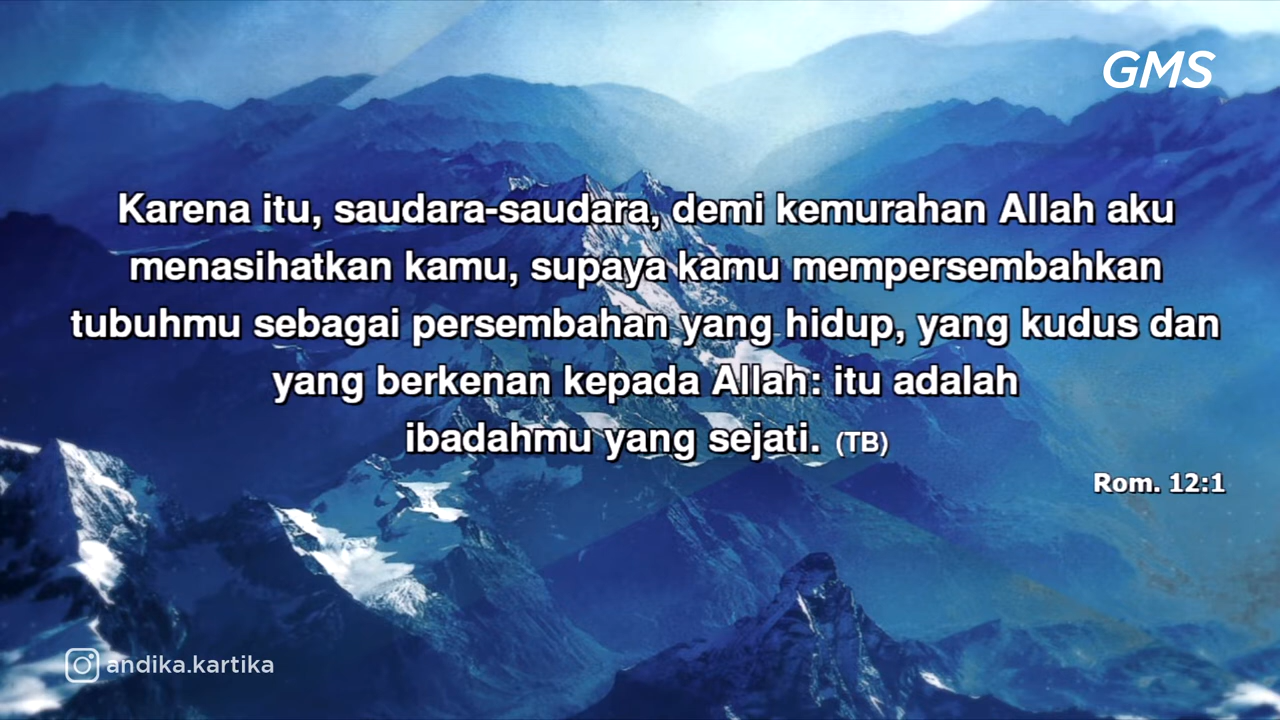 GMS
Karena itu, saudara-saudara, demi kemurahan Allah aku
menasihatkan kamu, supaya kamu mempersembahkan
tubuhmu sebagai persembahan yang hidup, yang kudus dan
yang berkenan kepada Allah: itu adalah
ibadahmu yang sejati. (TB)
Rom. 12:1
andika.kartika